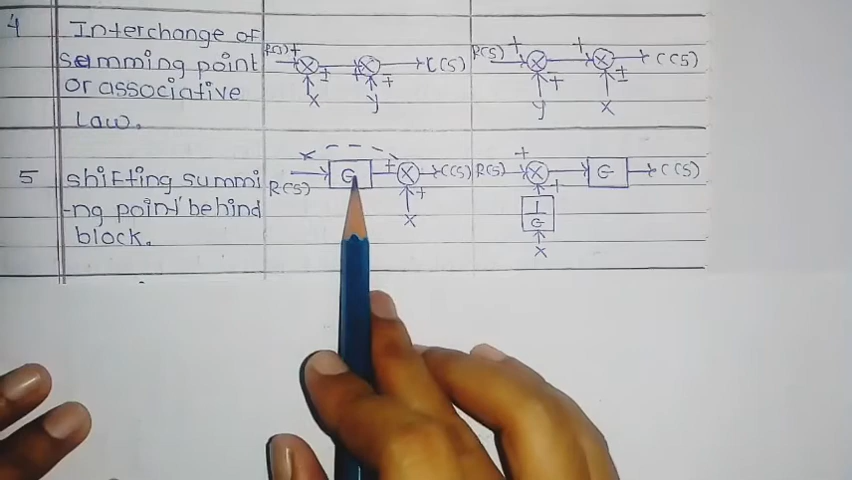 4
Interchange of
summing point
or associative
law.
R(S) + ± + ∓ C(S)
X Y
R(S) + ∓ + ± C(S)
Y X
5
shifting summi
-ng point behind
block.
R(S) G + + C(S)
X
R(S) + + G C(S)
1
G
X